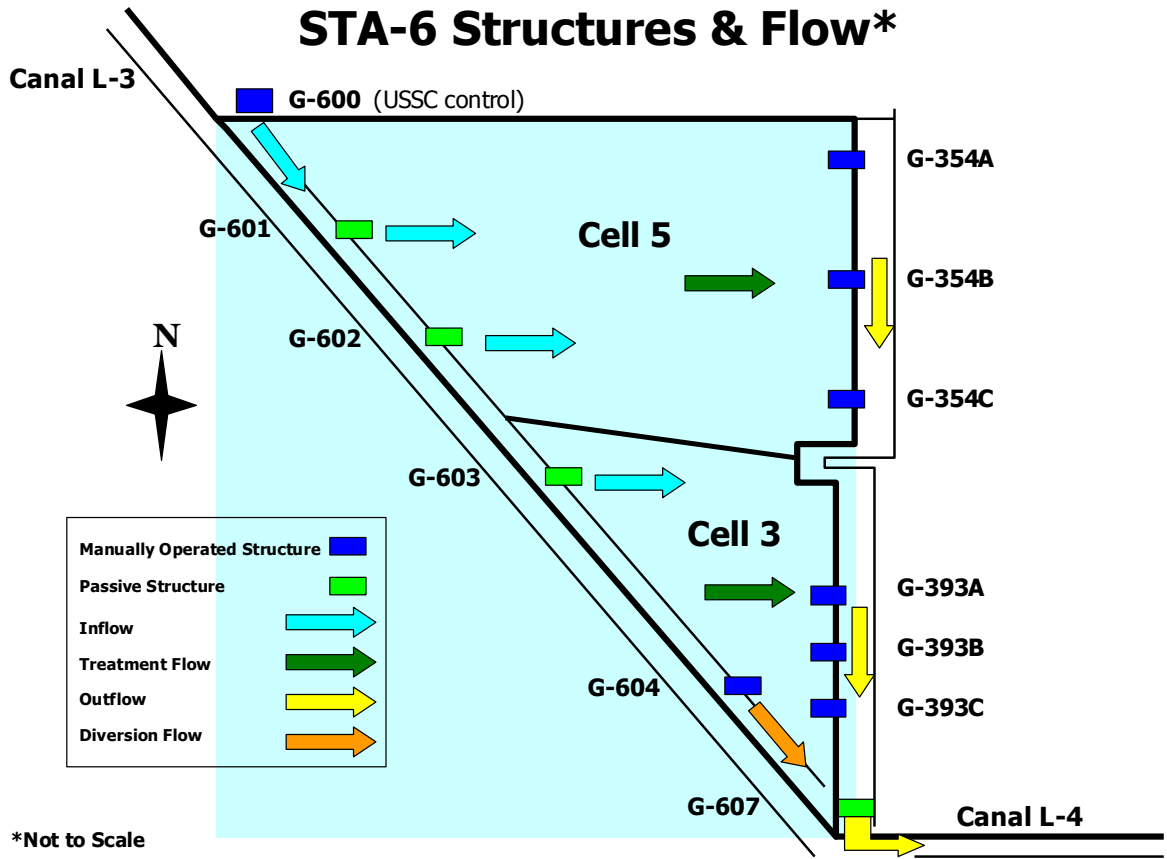 STA-6 Structures & Flow*
Canal L-3
G-600 (USSC control)
G-354A
G-601
Cell 5
G-354B
N
G-602
G-354C
G-603
Cell 3
Manually Operated Structure
Passive Structure
Inflow
Treatment Flow
Outflow
Diversion Flow
G-393A
G-393B
G-604
G-393C
G-607
Canal L-4
*Not to Scale